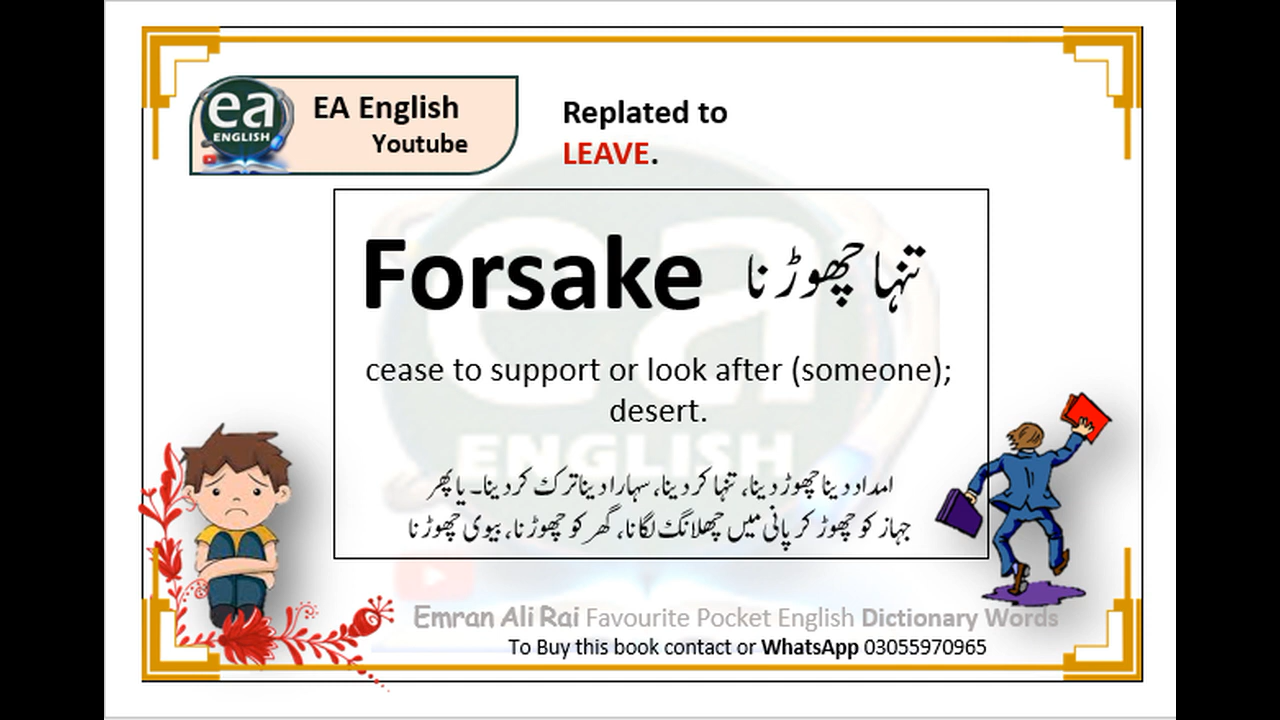 ea
ENGLISH
EA English
Youtube
Replated to
LEAVE.
Forsake تنہا چھوڑنا
cease to support or look after (someone);
desert.
امداد دینا چھوڑ دینا، تنہا کر دینا، سہارا دینا ترک کر دینا۔ یا پھر
جہاز کو چھوڑ کر پانی میں چھلانگ لگانا، گھر کو چھوڑنا، بیوی چھوڑنا
ea
ENGLISH
Emran Ali Rai Favourite Pocket English Dictionary Words
To Buy this book contact or WhatsApp 03055970965